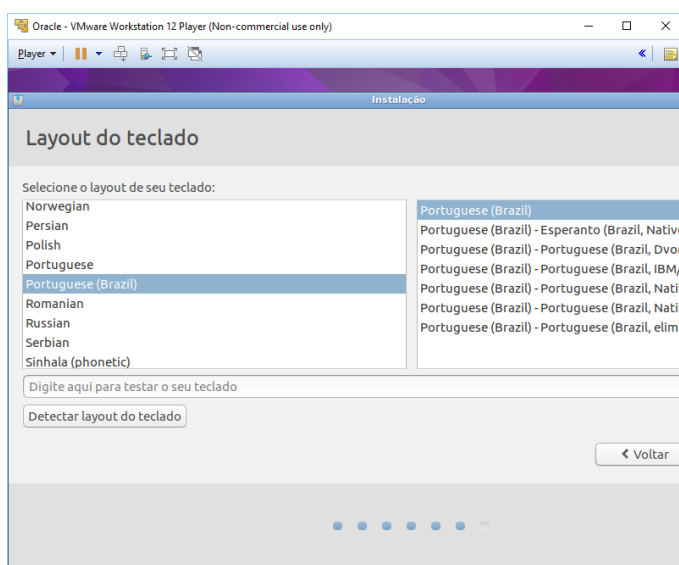 Oracle - VMware Workstation 12 Player (Non-commercial use only)
Player
Instalação
Layout do teclado
Selecione o layout de seu teclado:
Norwegian
Persian
Polish
Portuguese
Portuguese (Brazil)
Romanian
Russian
Serbian
Sinhala (phonetic)
Portuguese (Brazil)
Portuguese (Brazil) - Esperanto (Brazil, Nativ
Portuguese (Brazil) - Portuguese (Brazil, Dvo
Portuguese (Brazil) - Portuguese (Brazil, IBM/
Portuguese (Brazil) - Portuguese (Brazil, Nati
Portuguese (Brazil) - Portuguese (Brazil, Nati
Portuguese (Brazil) - Portuguese (Brazil, elim
Digite aqui para testar o seu teclado
Detectar layout do teclado
Voltar